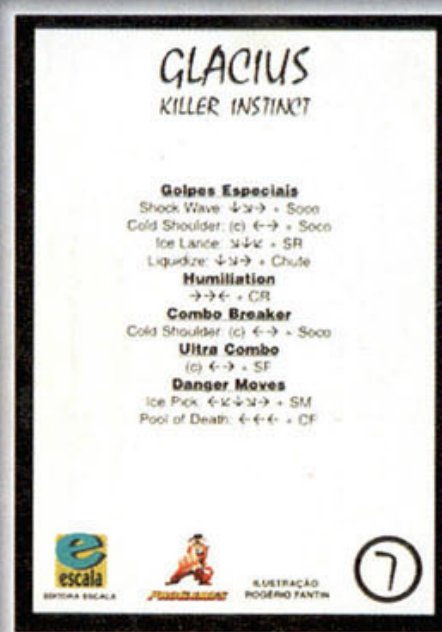 GLACIUS
KILLER INSTINCT
Golpes Especiais
Shock Wave: ↓↘→ + Soco
Cold Shoulder: (c) ←→ + Soco
Ice Lance: ↘↓↙ + SR
Liquidize: ↓↘→ + Chute
Humiliation
→→← + CR
Combo Breaker
Cold Shoulder: (c) ←→ + Soco
Ultra Combo
(c) ←→ + SF
Danger Moves
Ice Pick: ←↙↓↘→ + SM
Pool of Death: ←←← + CF
e
escala
EDITORA ESCALA
ILUSTRAÇÃO
ROGÉRIO FANTIN
7